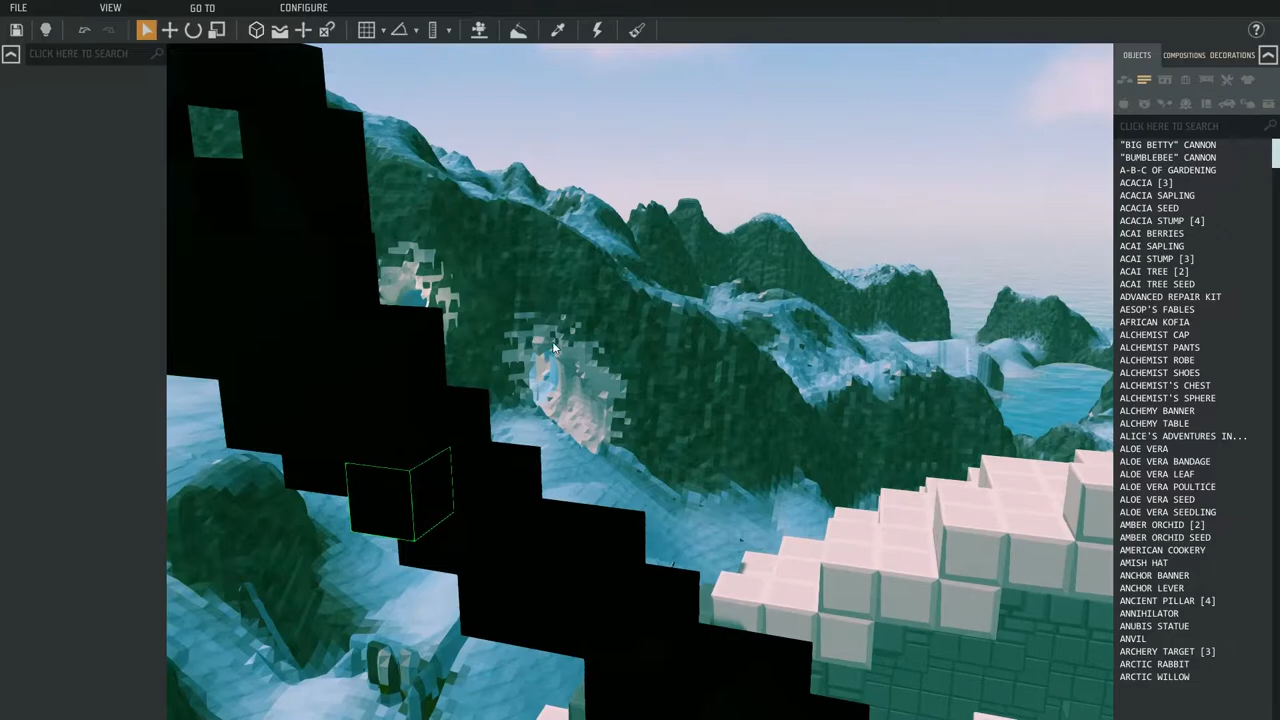 FILE VIEW GO TO CONFIGURE
CLICK HERE TO SEARCH
OBJECTS COMPOSITIONS DECORATIONS
CLICK HERE TO SEARCH
"BIG BETTY" CANNON
"BUMBLEBEE" CANNON
A-B-C OF GARDENING
ACACIA [3]
ACACIA SAPLING
ACACIA SEED
ACACIA STUMP [4]
ACAI BERRIES
ACAI SAPLING
ACAI STUMP [3]
ACAI TREE [2]
ACAI TREE SEED
ADVANCED REPAIR KIT
AESOP'S FABLES
AFRICAN KOFIA
ALCHEMIST CAP
ALCHEMIST PANTS
ALCHEMIST ROBE
ALCHEMIST SHOES
ALCHEMIST'S CHEST
ALCHEMIST'S SPHERE
ALCHEMY BANNER
ALCHEMY TABLE
ALICE'S ADVENTURES IN...
ALOE VERA
ALOE VERA BANDAGE
ALOE VERA LEAF
ALOE VERA POULTICE
ALOE VERA SEED
ALOE VERA SEEDLING
AMBER ORCHID [2]
AMBER ORCHID SEED
AMERICAN COOKERY
AMISH HAT
ANCHOR BANNER
ANCHOR LEVER
ANCIENT PILLAR [4]
ANNIHILATOR
ANUBIS STATUE
ANVIL
ARCHERY TARGET [3]
ARCTIC RABBIT
ARCTIC WILLOW